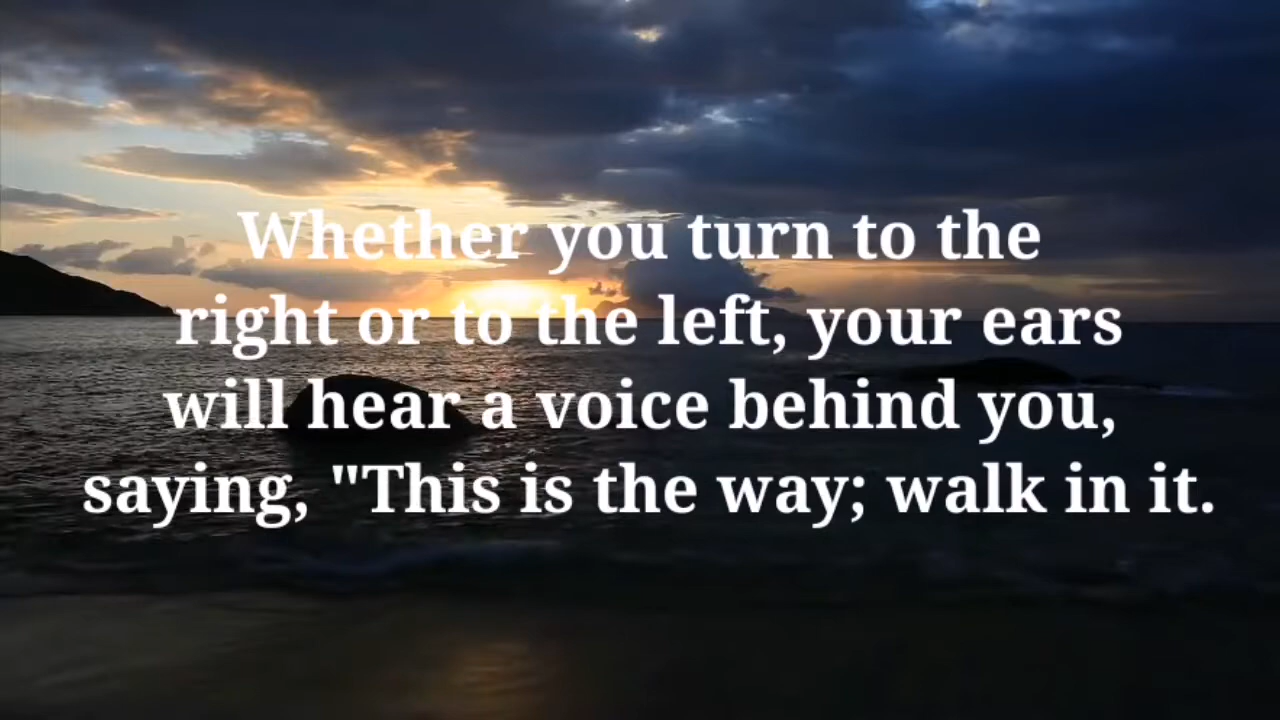 Whether you turn to the
right or to the left, your ears
will hear a voice behind you,
saying, "This is the way; walk in it.